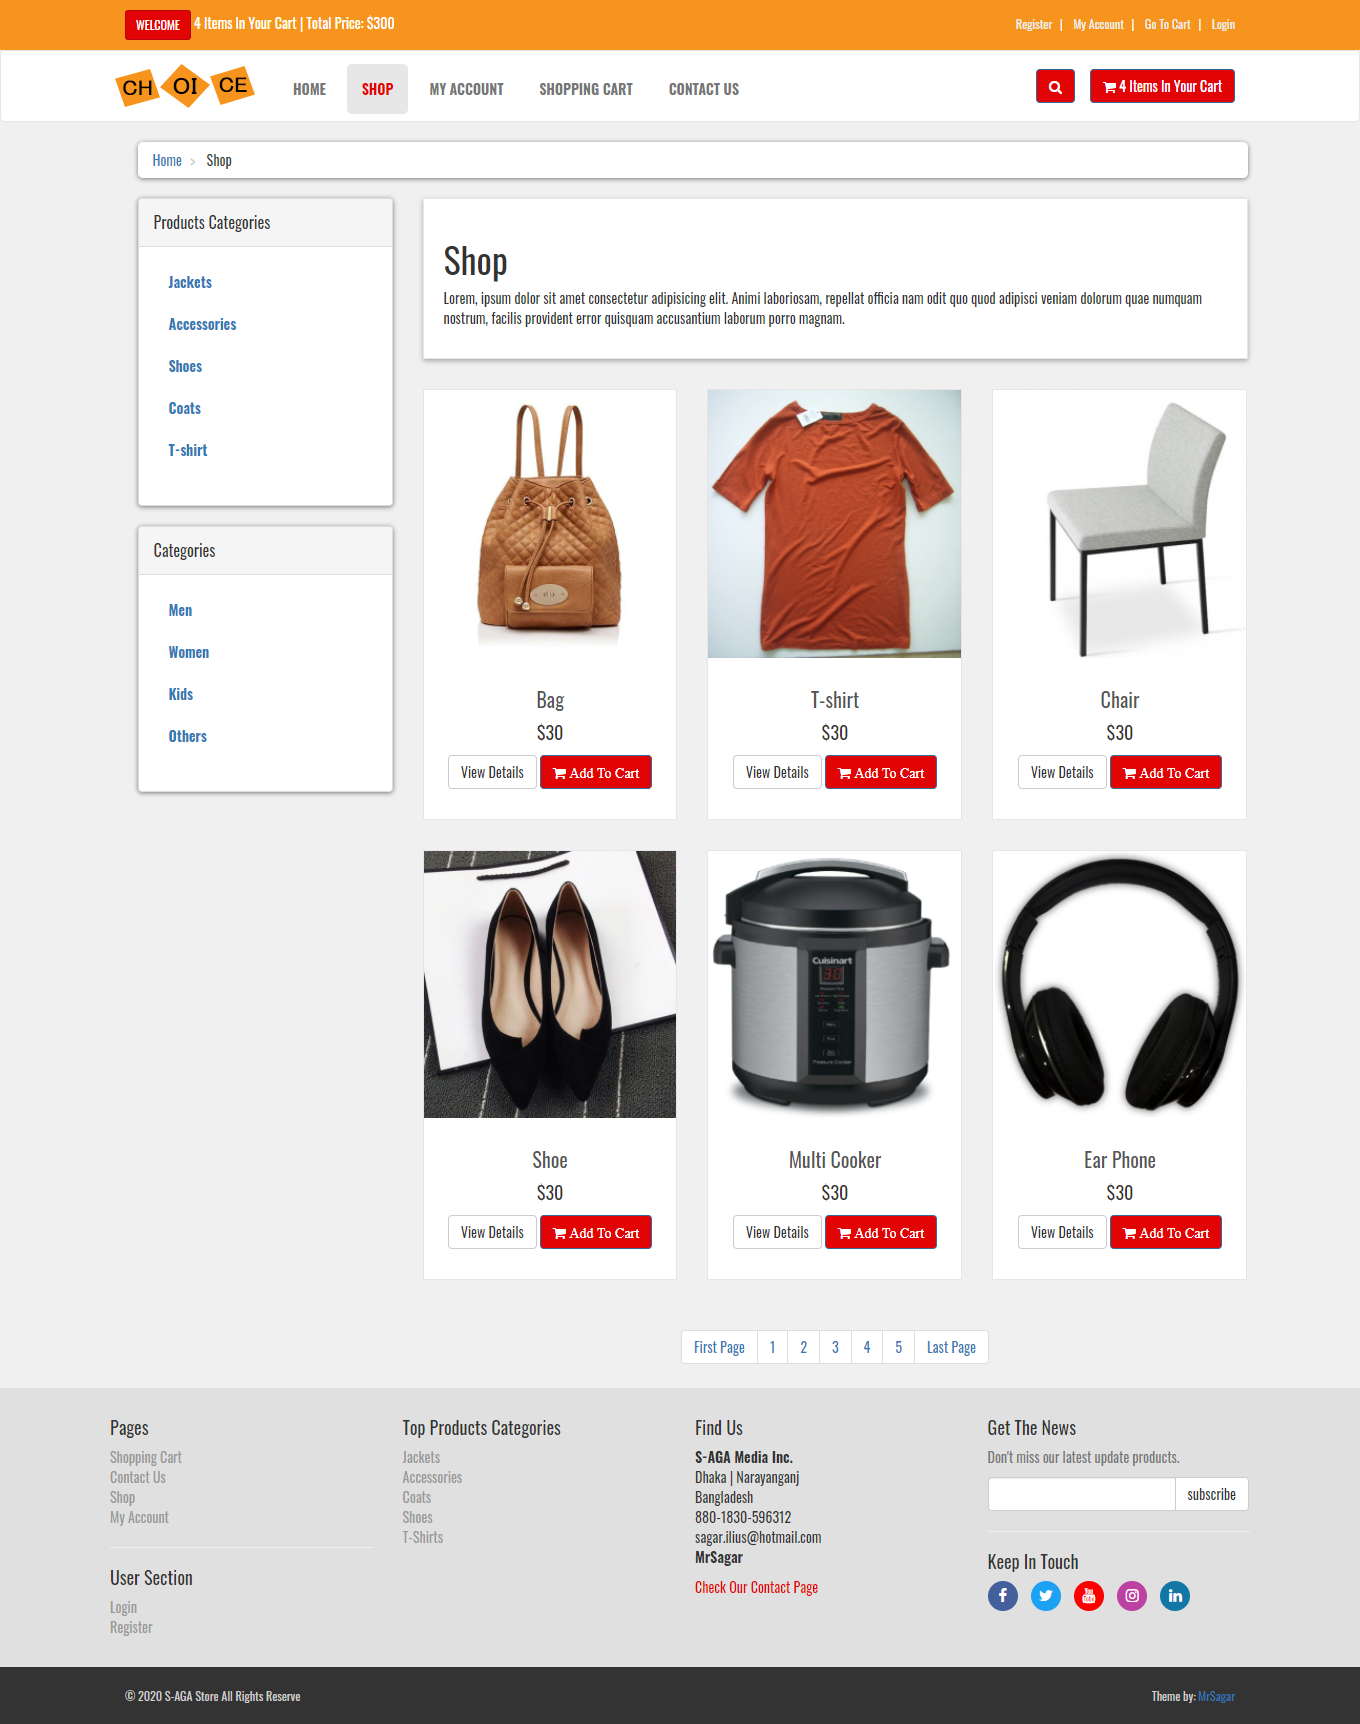 WELCOME 4 Items In Your Cart | Total Price: $300
Register | My Account | Go To Cart | Login
CH OI CE
HOME SHOP MY ACCOUNT SHOPPING CART CONTACT US
4 Items In Your Cart
Home > Shop
Products Categories
Jackets
Accessories
Shoes
Coats
T-shirt
Categories
Men
Women
Kids
Others
Shop
Lorem, ipsum dolor sit amet consectetur adipisicing elit. Animi laboriosam, repellat officia nam odit quo quod adipisci veniam dolorum quae numquam
nostrum, facilis provident error quisquam accusantium laborum porro magnam.
Bag
$30
View Details Add To Cart
T-shirt
$30
View Details Add To Cart
Chair
$30
View Details Add To Cart
Shoe
$30
View Details Add To Cart
Cuisinart
30
Pressure Cooker
Multi Cooker
$30
View Details Add To Cart
Ear Phone
$30
View Details Add To Cart
First Page 1 2 3 4 5 Last Page
Pages
Shopping Cart
Contact Us
Shop
My Account
User Section
Login
Register
Top Products Categories
Jackets
Accessories
Coats
Shoes
T-Shirts
Find Us
S-AGA Media Inc.
Dhaka | Narayanganj
Bangladesh
880-1830-596312
sagar.ilius@hotmail.com
MrSagar
Check Our Contact Page
Get The News
Don't miss our latest update products.
subscribe
Keep In Touch
© 2020 S-AGA Store All Rights Reserve
Theme by: MrSagar